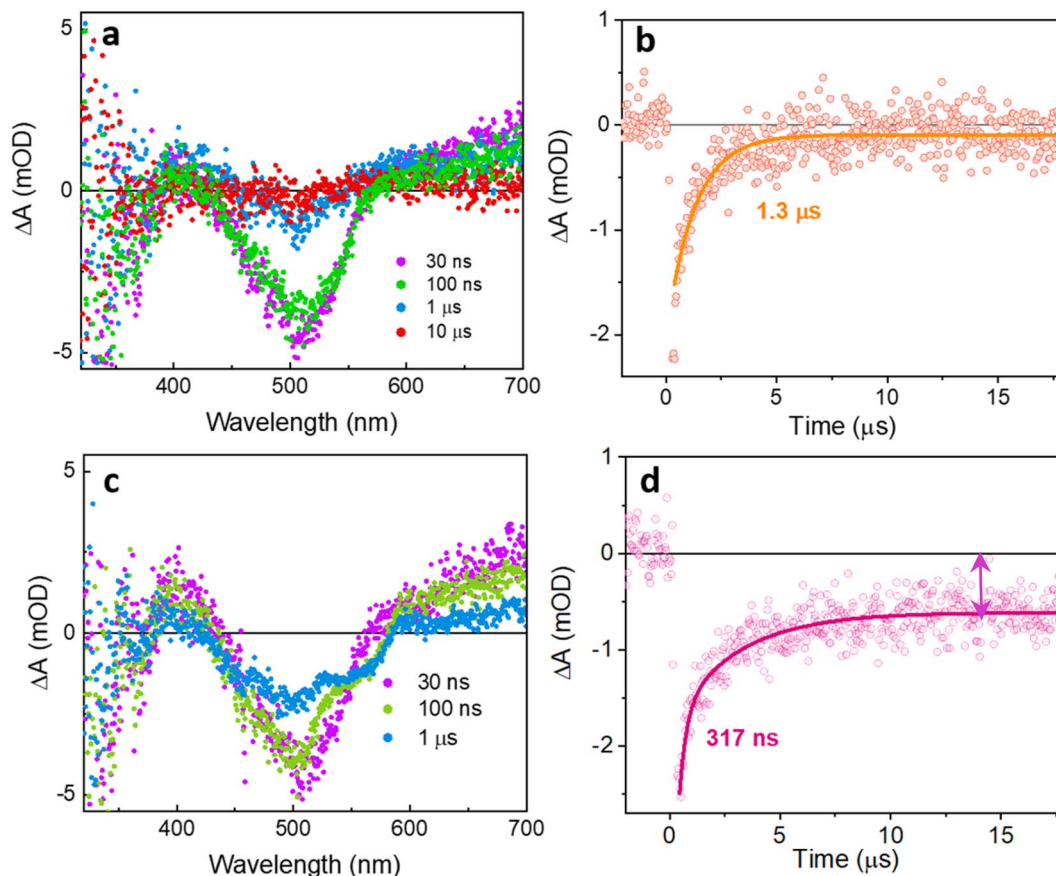 a
5
0
-5
ΔA (mOD)
30 ns
100 ns
1 μs
10 μs
400 500 600 700
Wavelength (nm)
b
1
0
-1
-2
ΔA (mOD)
1.3 μs
0 5 10 15
Time (μs)
c
5
0
-5
ΔA (mOD)
30 ns
100 ns
1 μs
400 500 600 700
Wavelength (nm)
d
1
0
-1
-2
ΔA (mOD)
317 ns
0 5 10 15
Time (μs)